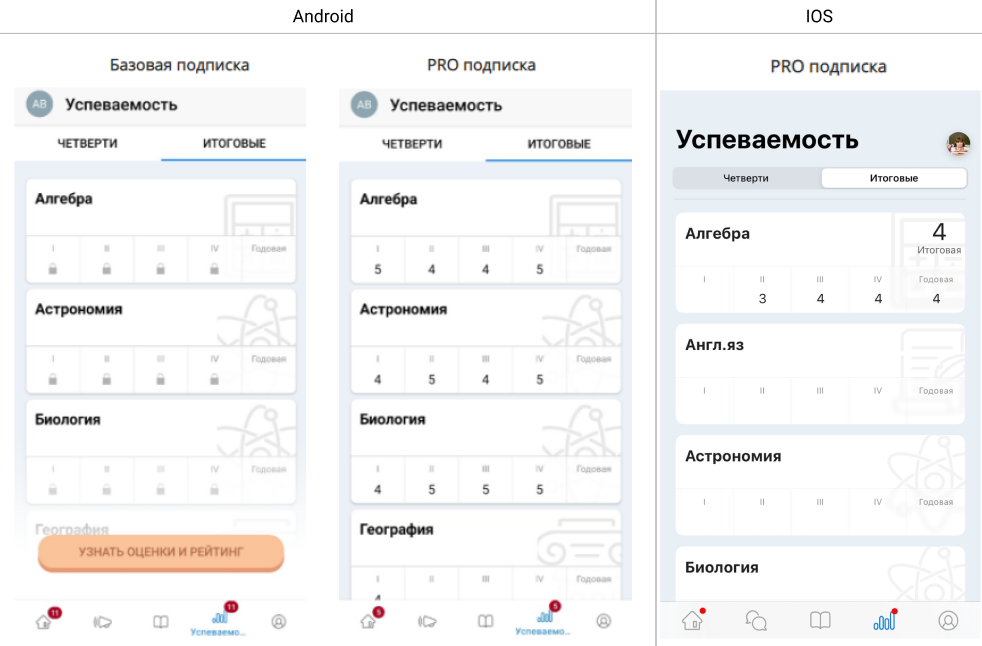 Android
Базовая подписка
АВ Успеваемость
ЧЕТВЕРТИ ИТОГОВЫЕ
Алгебра
I II III IV Годовая
Астрономия
I II III IV Годовая
Биология
I II III IV Годовая
География
УЗНАТЬ ОЦЕНКИ И РЕЙТИНГ
11 11
Успеваемо...
PRO подписка
АВ Успеваемость
ЧЕТВЕРТИ ИТОГОВЫЕ
Алгебра
I II III IV Годовая
5 4 4 5
Астрономия
I II III IV Годовая
4 5 4 5
Биология
I II III IV Годовая
4 5 5 5
География
I II III IV Годовая
4
5 5
Успеваемо...
IOS
PRO подписка
Успеваемость
Четверти Итоговые
Алгебра 4
Итоговая
I II III IV Годовая
3 4 4 4
Англ.яз
I II III IV Годовая
Астрономия
I II III IV Годовая
Биология